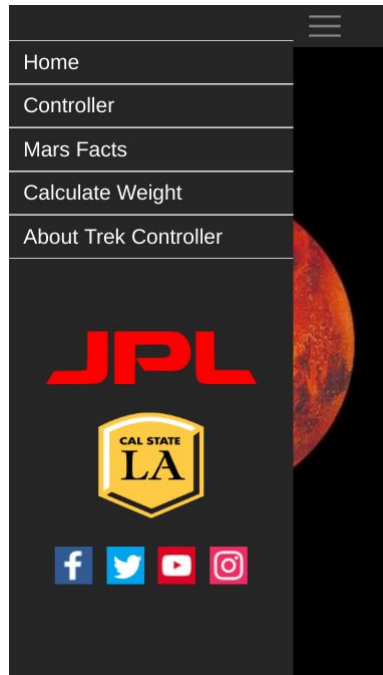 Home
Controller
Mars Facts
Calculate Weight
About Trek Controller
JPL
CAL STATE
LA